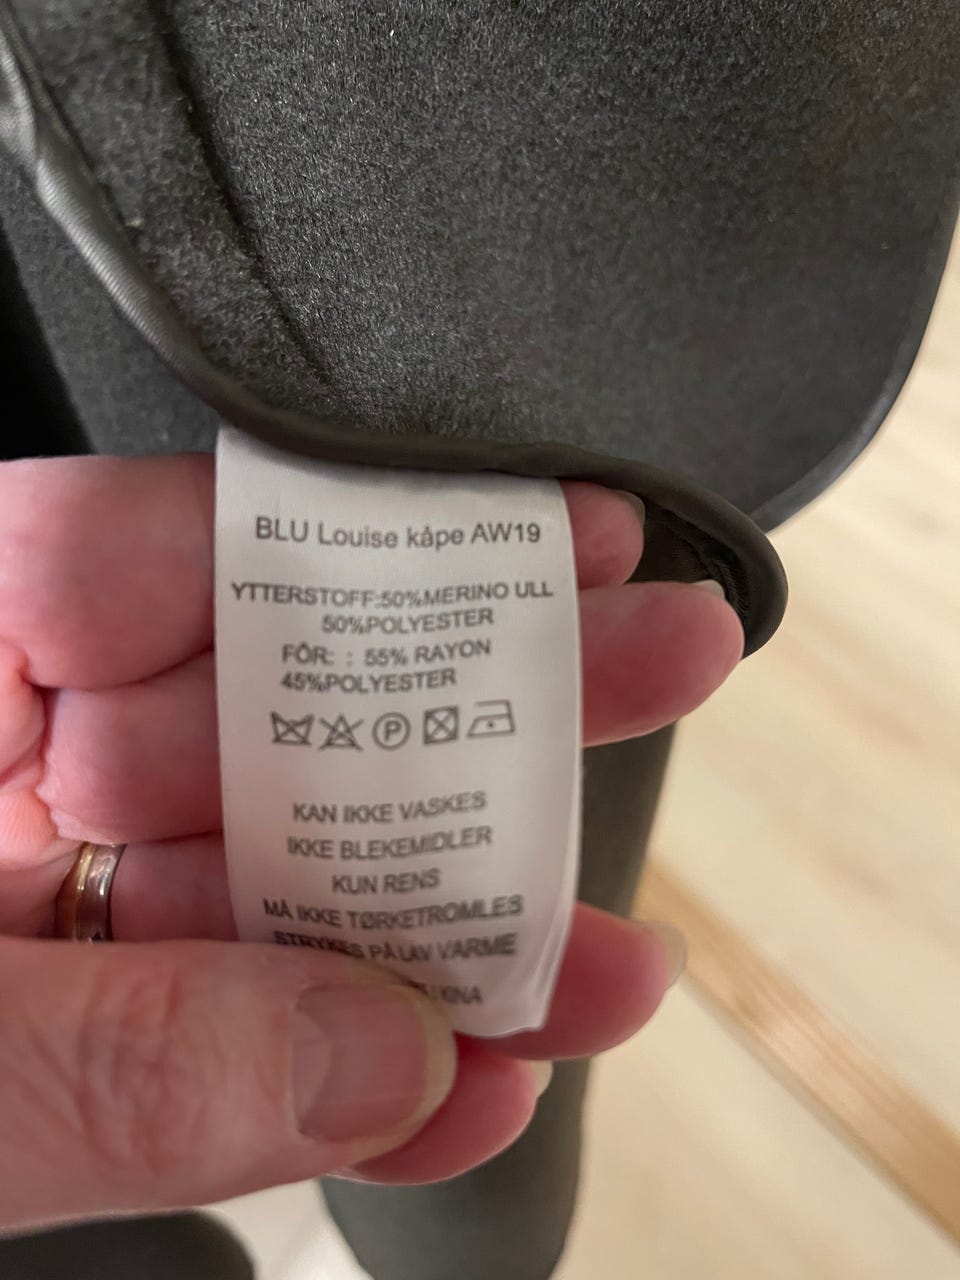 BLU Louise kåpe AW19
YTTERSTOFF:50%MERINO ULL
50%POLYESTER
FÔR: : 55% RAYON
45%POLYESTER
P
KAN IKKE VASKES
IKKE BLEKEMIDLER
KUN RENS
MÅ IKKE TØRKETROMLES
STRYKES PÅ LAV VARME
I KINA